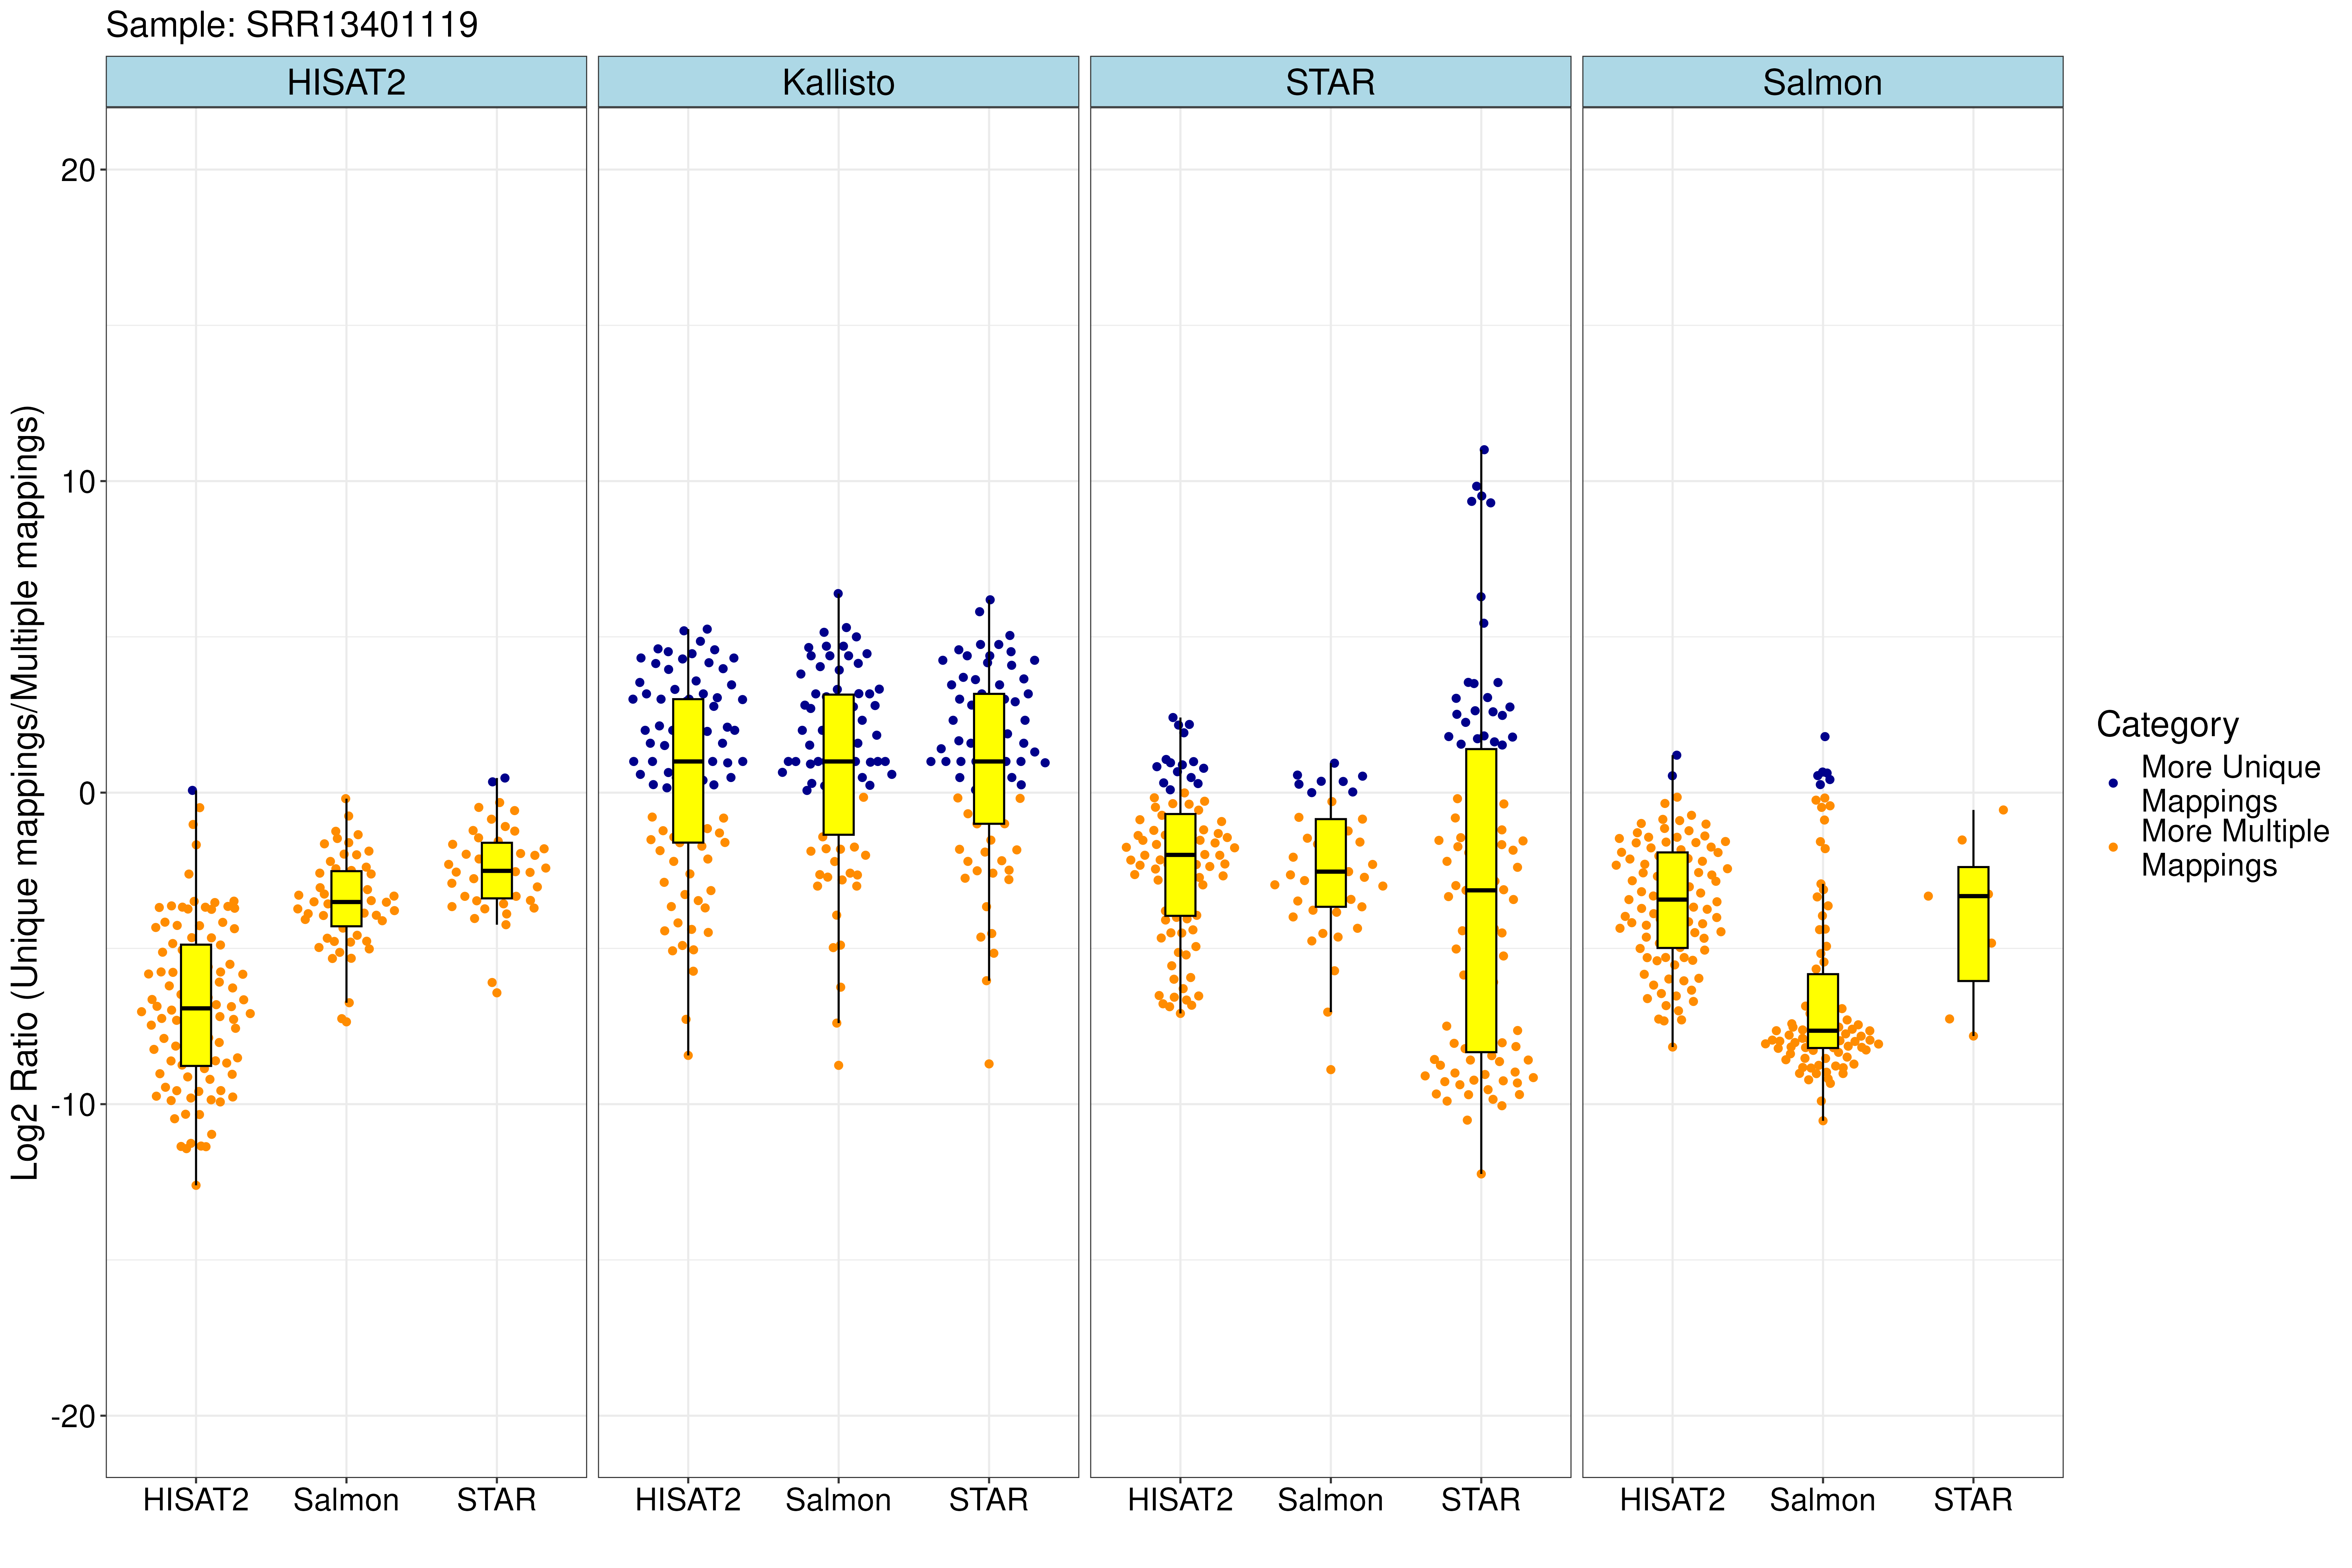 Sample: SRR13401119
HISAT2
Kallisto
STAR
Salmon
Log2 Ratio (Unique mappings/Multiple mappings)
20
10
0
-10
-20
HISAT2 Salmon STAR
HISAT2 Salmon STAR
HISAT2 Salmon STAR
HISAT2 Salmon STAR
Category
More Unique
Mappings
More Multiple
Mappings